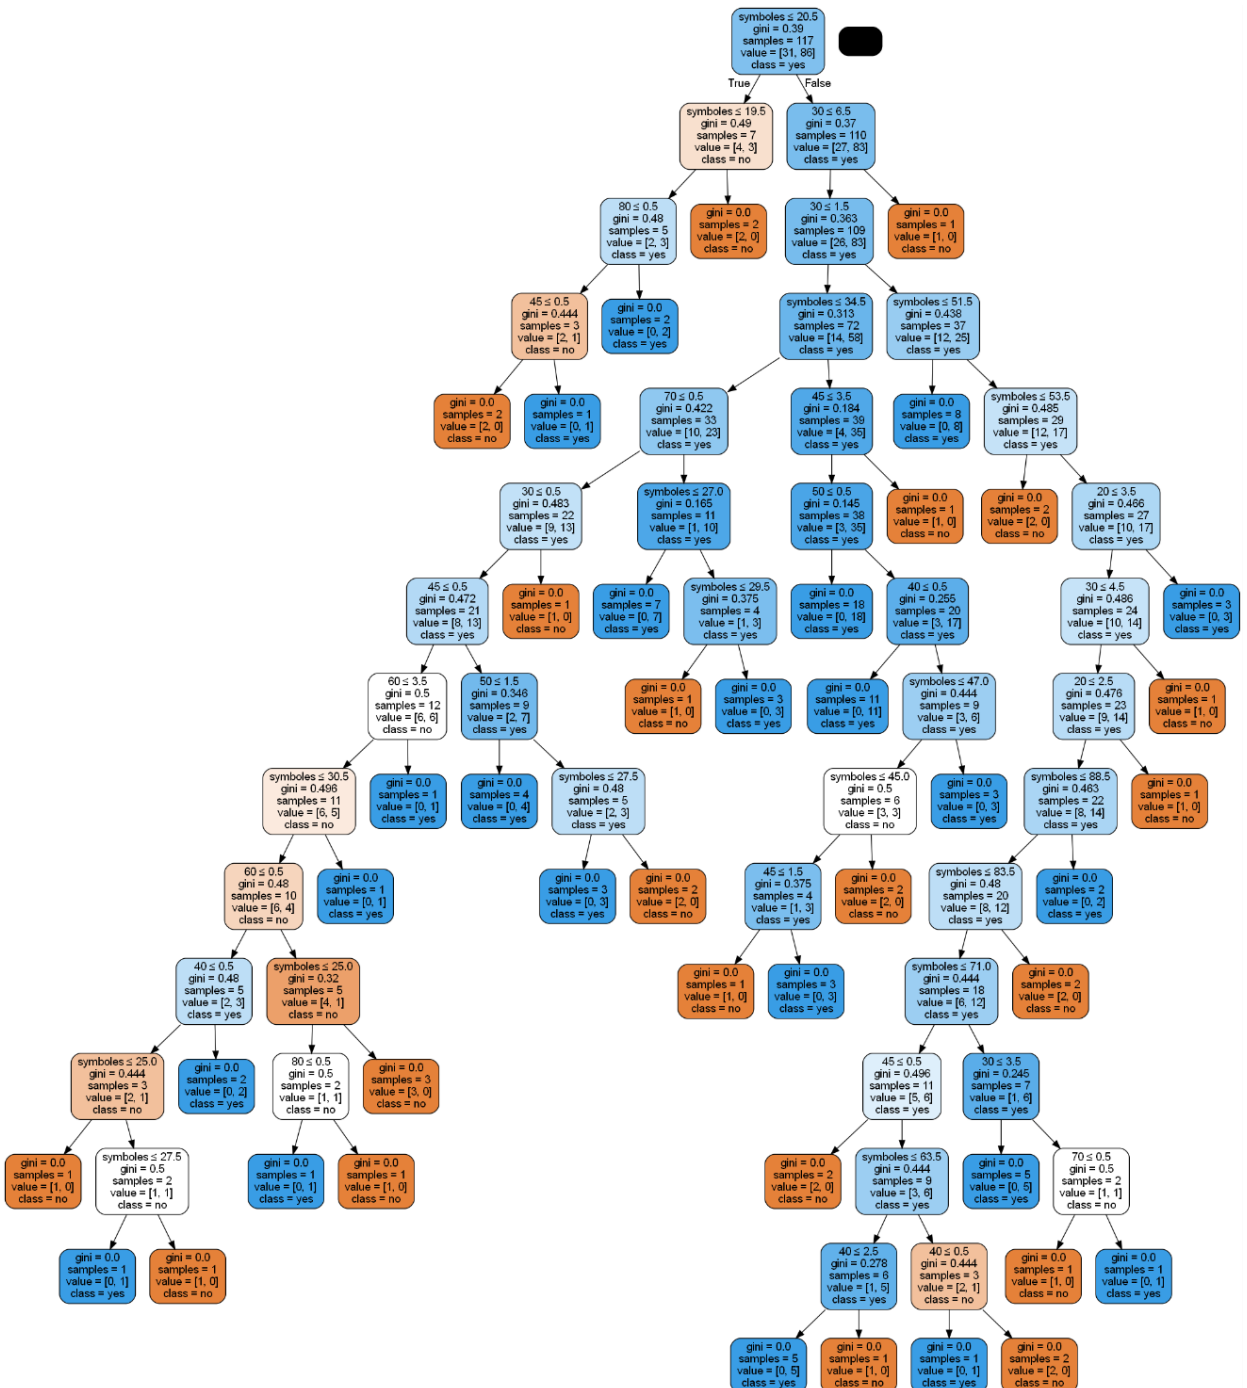 symboles ≤ 20.5
gini = 0.39
samples = 117
value = [31, 86]
class = yes
True
False
symboles ≤ 19.5
gini = 0.49
samples = 7
value = [4, 3]
class = no
30 ≤ 6.5
gini = 0.37
samples = 110
value = [27, 83]
class = yes
80 ≤ 0.5
gini = 0.48
samples = 5
value = [2, 3]
class = yes
gini = 0.0
samples = 2
value = [2, 0]
class = no
30 ≤ 1.5
gini = 0.363
samples = 109
value = [26, 83]
class = yes
gini = 0.0
samples = 1
value = [1, 0]
class = no
45 ≤ 0.5
gini = 0.444
samples = 3
value = [2, 1]
class = no
gini = 0.0
samples = 2
value = [0, 2]
class = yes
symboles ≤ 34.5
gini = 0.313
samples = 72
value = [14, 58]
class = yes
symboles ≤ 51.5
gini = 0.438
samples = 37
value = [12, 25]
class = yes
gini = 0.0
samples = 2
value = [2, 0]
class = no
gini = 0.0
samples = 1
value = [0, 1]
class = yes
70 ≤ 0.5
gini = 0.422
samples = 33
value = [10, 23]
class = yes
45 ≤ 3.5
gini = 0.184
samples = 39
value = [4, 35]
class = yes
gini = 0.0
samples = 8
value = [0, 8]
class = yes
symboles ≤ 53.5
gini = 0.485
samples = 29
value = [12, 17]
class = yes
30 ≤ 0.5
gini = 0.483
samples = 22
value = [9, 13]
class = yes
symboles ≤ 27.0
gini = 0.165
samples = 11
value = [1, 10]
class = yes
50 ≤ 0.5
gini = 0.145
samples = 38
value = [3, 35]
class = yes
gini = 0.0
samples = 1
value = [1, 0]
class = no
gini = 0.0
samples = 2
value = [2, 0]
class = no
20 ≤ 3.5
gini = 0.466
samples = 27
value = [10, 17]
class = yes
45 ≤ 0.5
gini = 0.472
samples = 21
value = [8, 13]
class = yes
gini = 0.0
samples = 1
value = [1, 0]
class = no
gini = 0.0
samples = 7
value = [0, 7]
class = yes
symboles ≤ 29.5
gini = 0.375
samples = 4
value = [1, 3]
class = yes
gini = 0.0
samples = 18
value = [0, 18]
class = yes
40 ≤ 0.5
gini = 0.255
samples = 20
value = [3, 17]
class = yes
30 ≤ 4.5
gini = 0.486
samples = 24
value = [10, 14]
class = yes
gini = 0.0
samples = 3
value = [0, 3]
class = yes
60 ≤ 3.5
gini = 0.5
samples = 12
value = [6, 6]
class = no
50 ≤ 1.5
gini = 0.346
samples = 9
value = [2, 7]
class = yes
gini = 0.0
samples = 1
value = [1, 0]
class = no
gini = 0.0
samples = 3
value = [0, 3]
class = yes
gini = 0.0
samples = 11
value = [0, 11]
class = yes
symboles ≤ 47.0
gini = 0.444
samples = 9
value = [3, 6]
class = yes
20 ≤ 2.5
gini = 0.476
samples = 23
value = [9, 14]
class = yes
gini = 0.0
samples = 1
value = [1, 0]
class = no
symboles ≤ 30.5
gini = 0.496
samples = 11
value = [6, 5]
class = no
gini = 0.0
samples = 1
value = [0, 1]
class = yes
gini = 0.0
samples = 4
value = [0, 4]
class = yes
symboles ≤ 27.5
gini = 0.48
samples = 5
value = [2, 3]
class = yes
symboles ≤ 45.0
gini = 0.5
samples = 6
value = [3, 3]
class = no
gini = 0.0
samples = 3
value = [0, 3]
class = yes
symboles ≤ 88.5
gini = 0.463
samples = 22
value = [8, 14]
class = yes
gini = 0.0
samples = 1
value = [1, 0]
class = no
60 ≤ 0.5
gini = 0.48
samples = 10
value = [6, 4]
class = no
gini = 0.0
samples = 1
value = [0, 1]
class = yes
gini = 0.0
samples = 3
value = [0, 3]
class = yes
gini = 0.0
samples = 2
value = [2, 0]
class = no
45 ≤ 1.5
gini = 0.375
samples = 4
value = [1, 3]
class = yes
gini = 0.0
samples = 2
value = [2, 0]
class = no
symboles ≤ 83.5
gini = 0.48
samples = 20
value = [8, 12]
class = yes
gini = 0.0
samples = 2
value = [0, 2]
class = yes
40 ≤ 0.5
gini = 0.48
samples = 5
value = [2, 3]
class = yes
symboles ≤ 25.0
gini = 0.32
samples = 5
value = [4, 1]
class = no
gini = 0.0
samples = 1
value = [1, 0]
class = no
gini = 0.0
samples = 3
value = [0, 3]
class = yes
symboles ≤ 71.0
gini = 0.444
samples = 18
value = [6, 12]
class = yes
gini = 0.0
samples = 2
value = [2, 0]
class = no
symboles ≤ 25.0
gini = 0.444
samples = 3
value = [2, 1]
class = no
gini = 0.0
samples = 2
value = [0, 2]
class = yes
80 ≤ 0.5
gini = 0.5
samples = 2
value = [1, 1]
class = no
gini = 0.0
samples = 3
value = [3, 0]
class = no
45 ≤ 0.5
gini = 0.496
samples = 11
value = [5, 6]
class = yes
30 ≤ 3.5
gini = 0.245
samples = 7
value = [1, 6]
class = yes
gini = 0.0
samples = 1
value = [1, 0]
class = no
symboles ≤ 27.5
gini = 0.5
samples = 2
value = [1, 1]
class = no
gini = 0.0
samples = 1
value = [0, 1]
class = yes
gini = 0.0
samples = 1
value = [1, 0]
class = no
gini = 0.0
samples = 2
value = [2, 0]
class = no
symboles ≤ 63.5
gini = 0.444
samples = 9
value = [3, 6]
class = yes
gini = 0.0
samples = 5
value = [0, 5]
class = yes
70 ≤ 0.5
gini = 0.5
samples = 2
value = [1, 1]
class = no
gini = 0.0
samples = 1
value = [0, 1]
class = yes
gini = 0.0
samples = 1
value = [1, 0]
class = no
40 ≤ 2.5
gini = 0.278
samples = 6
value = [1, 5]
class = yes
40 ≤ 0.5
gini = 0.444
samples = 3
value = [2, 1]
class = no
gini = 0.0
samples = 1
value = [1, 0]
class = no
gini = 0.0
samples = 1
value = [0, 1]
class = yes
gini = 0.0
samples = 5
value = [0, 5]
class = yes
gini = 0.0
samples = 1
value = [1, 0]
class = no
gini = 0.0
samples = 1
value = [0, 1]
class = yes
gini = 0.0
samples = 2
value = [2, 0]
class = no